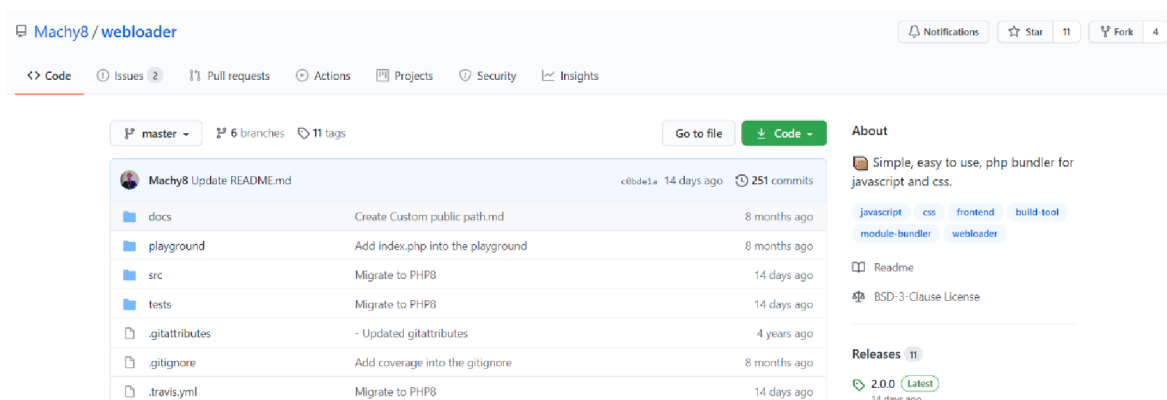 Machy8 / webloader
Notifications Star 11 Fork 4
Code Issues 2 Pull requests Actions Projects Security Insights
master 6 branches 11 tags Go to file Code
Machy8 Update README.md c0bde1a 14 days ago 251 commits
docs Create Custom public path.md 8 months ago
playground Add index.php into the playground 8 months ago
src Migrate to PHP8 14 days ago
tests Migrate to PHP8 14 days ago
.gitattributes - Updated gitattributes 4 years ago
.gitignore Add coverage into the gitignore 8 months ago
.travis.yml Migrate to PHP8 14 days ago
About
Simple, easy to use, php bundler for
javascript and css.
javascript css frontend build-tool
module-bundler webloader
Readme
BSD-3-Clause License
Releases 11
2.0.0 Latest
14 days ago